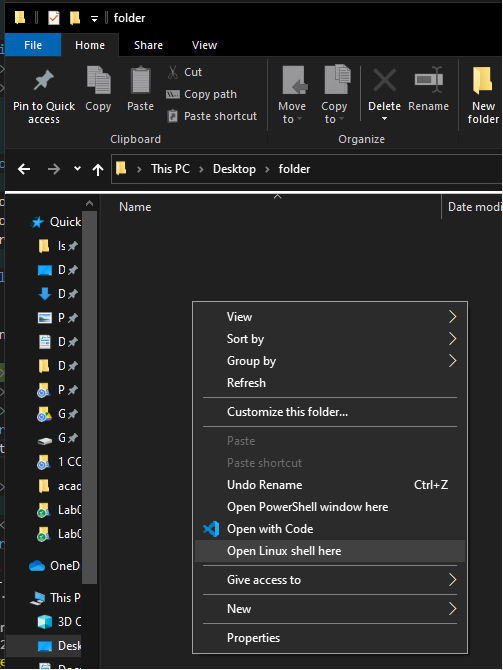 folder
File
Home
Share
View
Pin to Quick access
Copy
Paste
Cut
Copy path
Paste shortcut
Move to
Copy to
Delete
Rename
New folder
Clipboard
Organize
This PC
Desktop
folder
Name
Date modi
Quick
Is
D
D
P
D
D
P
G
G
1 CC
acad
Lab0
Lab0
OneD
This P
3D C
Desk
Docu
View
Sort by
Group by
Refresh
Customize this folder...
Paste
Paste shortcut
Undo Rename Ctrl+Z
Open PowerShell window here
Open with Code
Open Linux shell here
Give access to
New
Properties